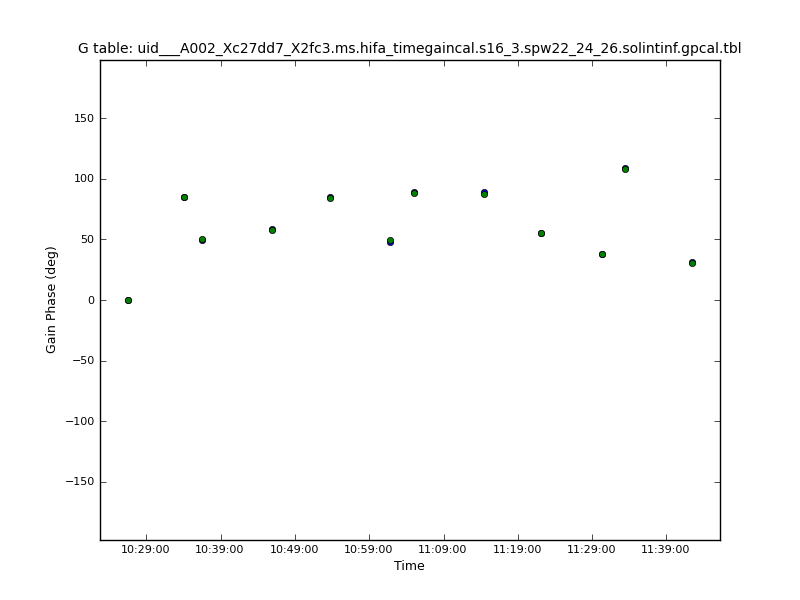 G table: uid___A002_Xc27dd7_X2fc3.ms.hifa_timegaincal.s16_3.spw22_24_26.solintinf.gpcal.tbl
150
100
50
0
−50
−100
−150
Gain Phase (deg)
10:29:00 10:39:00 10:49:00 10:59:00 11:09:00 11:19:00 11:29:00 11:39:00
Time